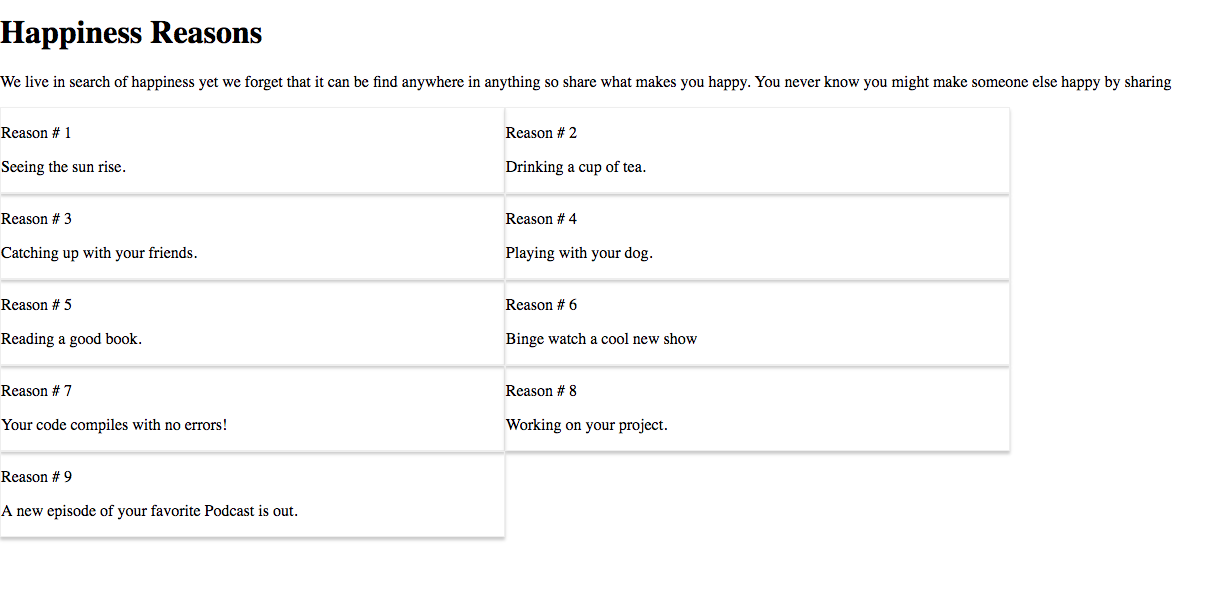 Happiness Reasons
We live in search of happiness yet we forget that it can be find anywhere in anything so share what makes you happy. You never know you might make someone else happy by sharing
Reason # 1
Seeing the sun rise.
Reason # 2
Drinking a cup of tea.
Reason # 3
Catching up with your friends.
Reason # 4
Playing with your dog.
Reason # 5
Reading a good book.
Reason # 6
Binge watch a cool new show
Reason # 7
Your code compiles with no errors!
Reason # 8
Working on your project.
Reason # 9
A new episode of your favorite Podcast is out.